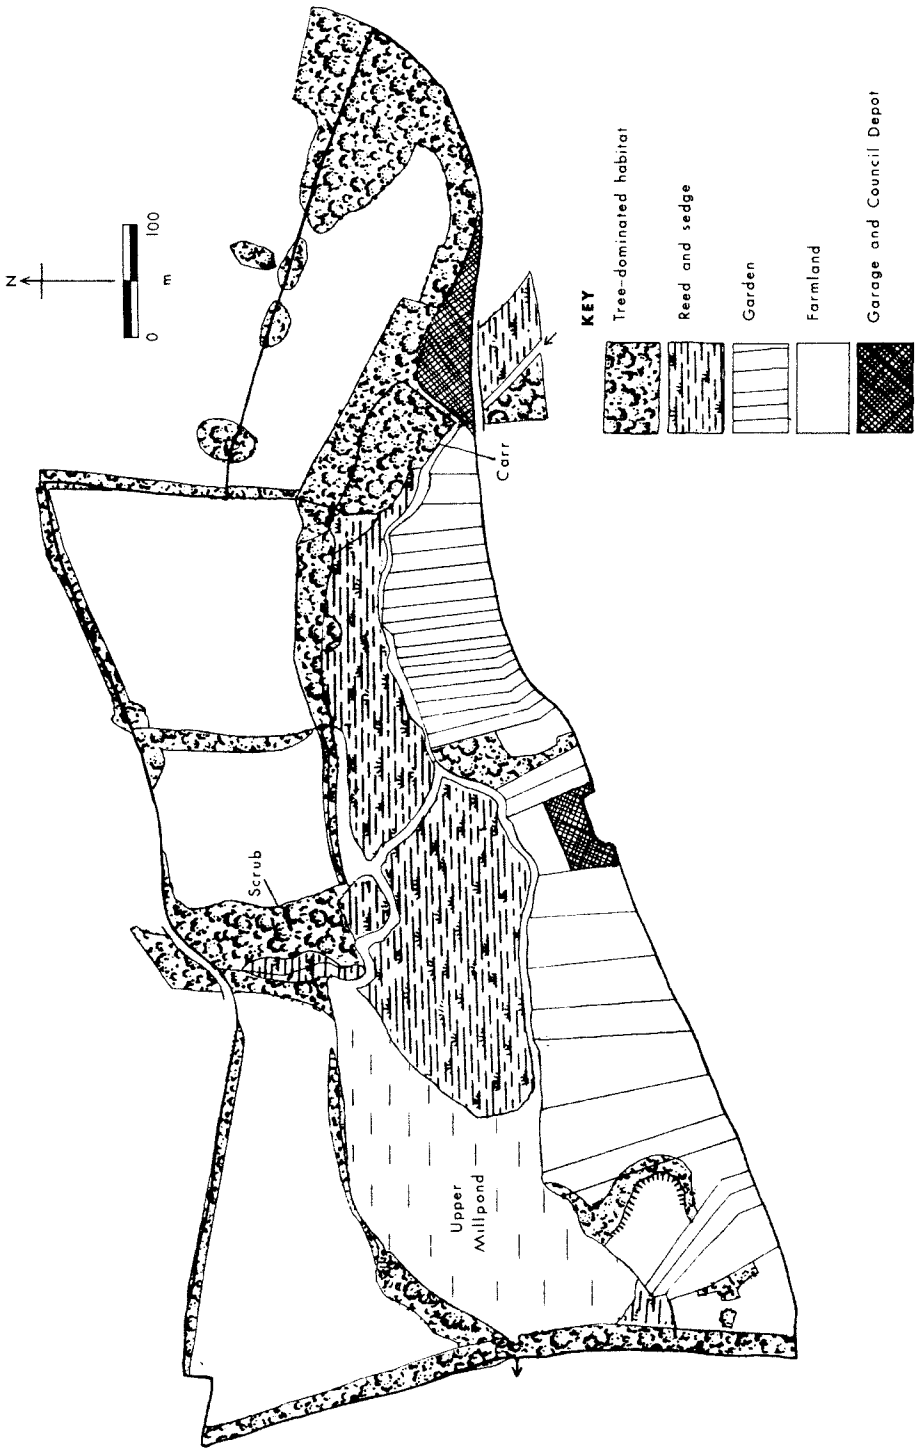 N
0
100
m
Scrub
Carr
Upper
Millpond
KEY
Tree-dominated habitat
Reed and sedge
Garden
Farmland
Garage and Council Depot